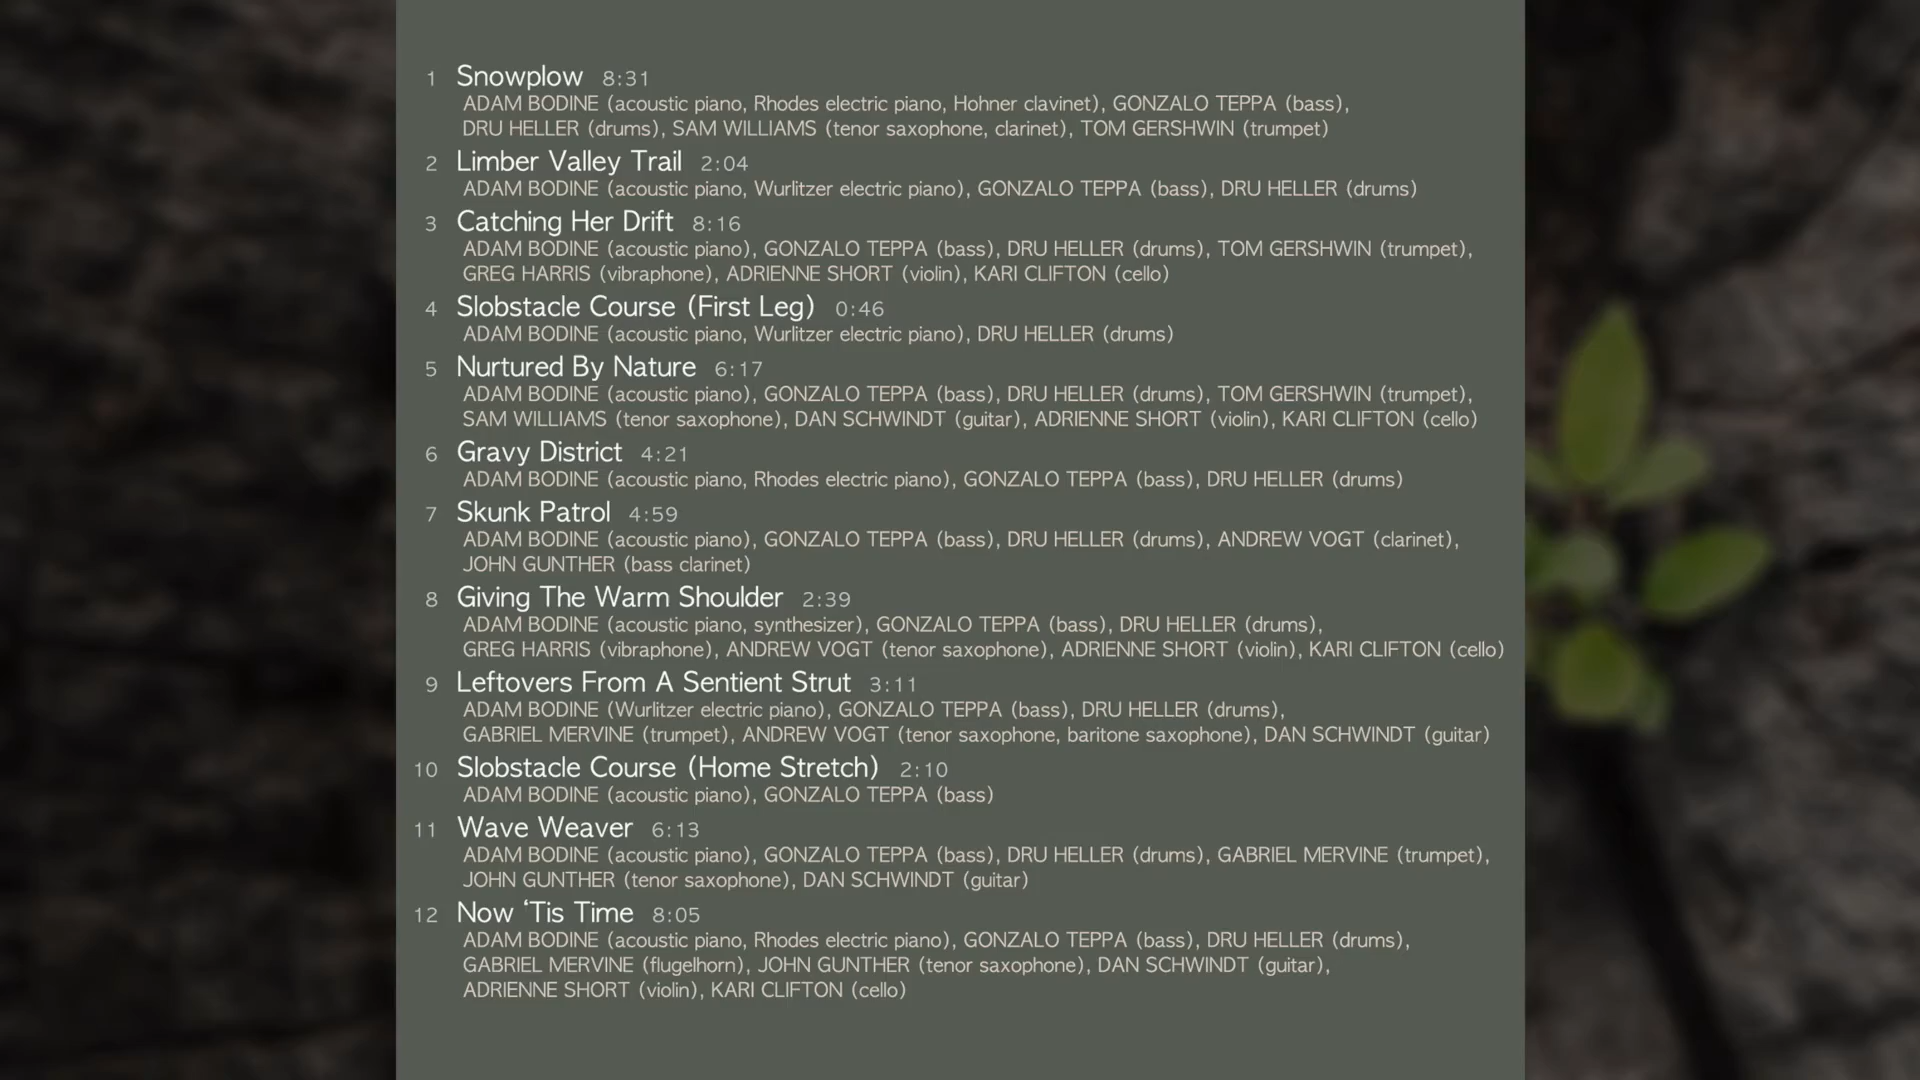 1 Snowplow 8:31
ADAM BODINE (acoustic piano, Rhodes electric piano, Hohner clavinet), GONZALO TEPPA (bass),
DRU HELLER (drums), SAM WILLIAMS (tenor saxophone, clarinet), TOM GERSHWIN (trumpet)
2 Limber Valley Trail 2:04
ADAM BODINE (acoustic piano, Wurlitzer electric piano), GONZALO TEPPA (bass), DRU HELLER (drums)
3 Catching Her Drift 8:16
ADAM BODINE (acoustic piano), GONZALO TEPPA (bass), DRU HELLER (drums), TOM GERSHWIN (trumpet),
GREG HARRIS (vibraphone), ADRIENNE SHORT (violin), KARI CLIFTON (cello)
4 Slobstacle Course (First Leg) 0:46
ADAM BODINE (acoustic piano, Wurlitzer electric piano), DRU HELLER (drums)
5 Nurtured By Nature 6:17
ADAM BODINE (acoustic piano), GONZALO TEPPA (bass), DRU HELLER (drums), TOM GERSHWIN (trumpet),
SAM WILLIAMS (tenor saxophone), DAN SCHWINDT (guitar), ADRIENNE SHORT (violin), KARI CLIFTON (cello)
6 Gravy District 4:21
ADAM BODINE (acoustic piano, Rhodes electric piano), GONZALO TEPPA (bass), DRU HELLER (drums)
7 Skunk Patrol 4:59
ADAM BODINE (acoustic piano), GONZALO TEPPA (bass), DRU HELLER (drums), ANDREW VOGT (clarinet),
JOHN GUNTHER (bass clarinet)
8 Giving The Warm Shoulder 2:39
ADAM BODINE (acoustic piano, synthesizer), GONZALO TEPPA (bass), DRU HELLER (drums),
GREG HARRIS (vibraphone), ANDREW VOGT (tenor saxophone), ADRIENNE SHORT (violin), KARI CLIFTON (cello)
9 Leftovers From A Sentient Strut 3:11
ADAM BODINE (Wurlitzer electric piano), GONZALO TEPPA (bass), DRU HELLER (drums),
GABRIEL MERVINE (trumpet), ANDREW VOGT (tenor saxophone, baritone saxophone), DAN SCHWINDT (guitar)
10 Slobstacle Course (Home Stretch) 2:10
ADAM BODINE (acoustic piano), GONZALO TEPPA (bass)
11 Wave Weaver 6:13
ADAM BODINE (acoustic piano), GONZALO TEPPA (bass), DRU HELLER (drums), GABRIEL MERVINE (trumpet),
JOHN GUNTHER (tenor saxophone), DAN SCHWINDT (guitar)
12 Now ‘Tis Time 8:05
ADAM BODINE (acoustic piano, Rhodes electric piano), GONZALO TEPPA (bass), DRU HELLER (drums),
GABRIEL MERVINE (flugelhorn), JOHN GUNTHER (tenor saxophone), DAN SCHWINDT (guitar),
ADRIENNE SHORT (violin), KARI CLIFTON (cello)